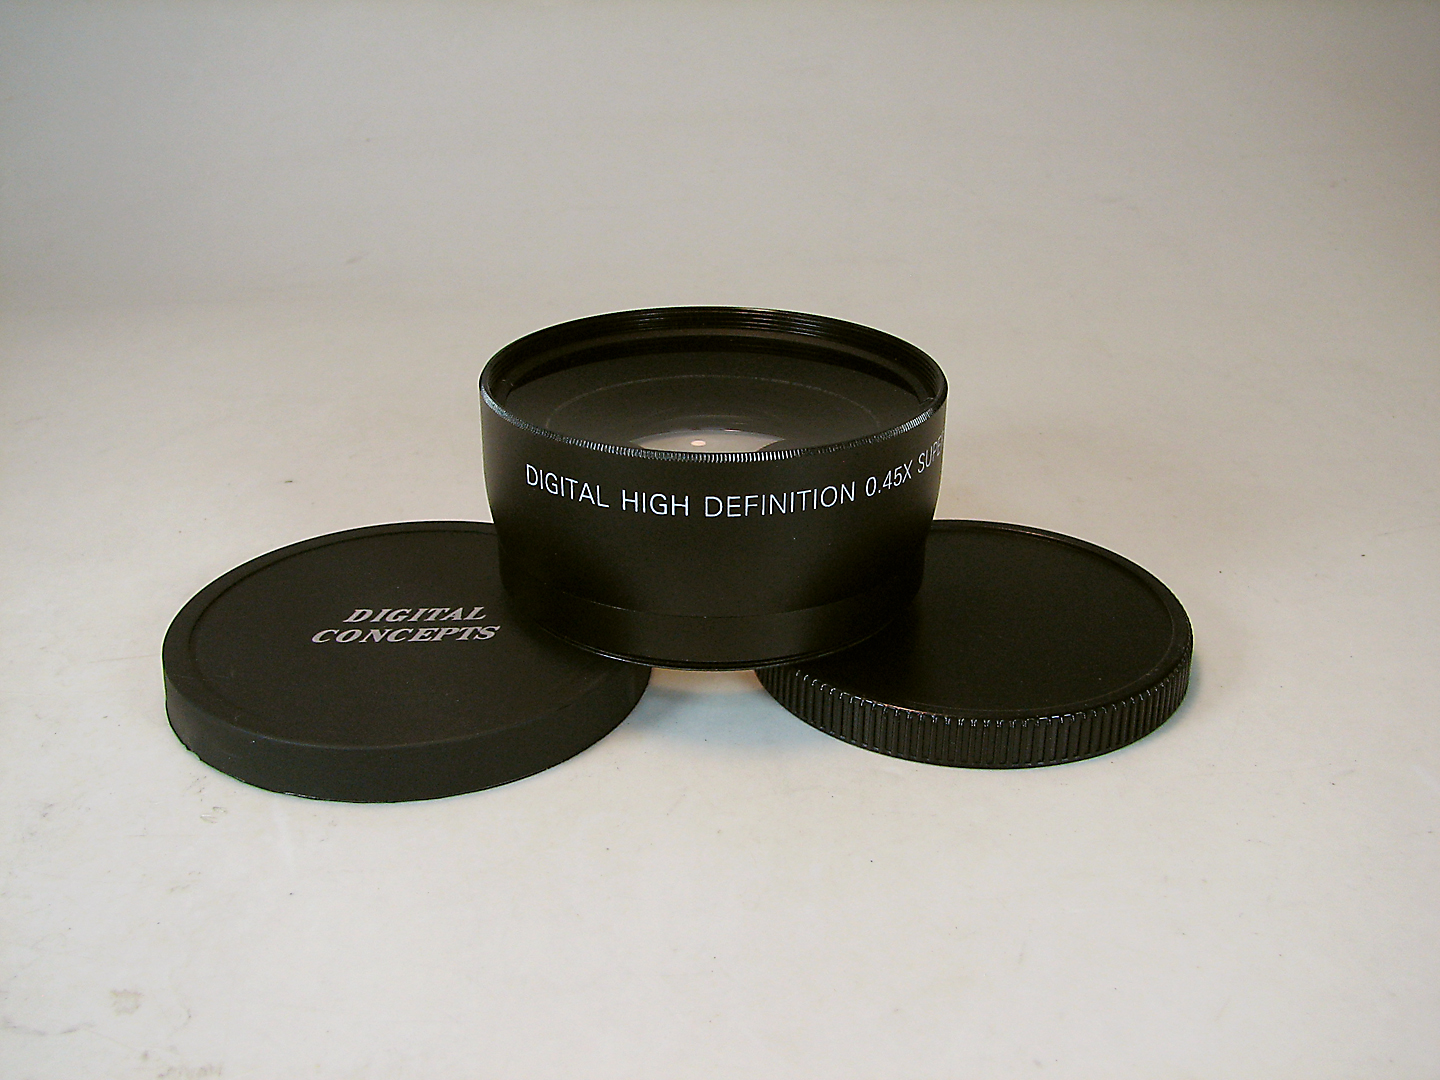 DIGITAL HIGH DEFINITION 0.45X
DIGITAL
CONCEPTS